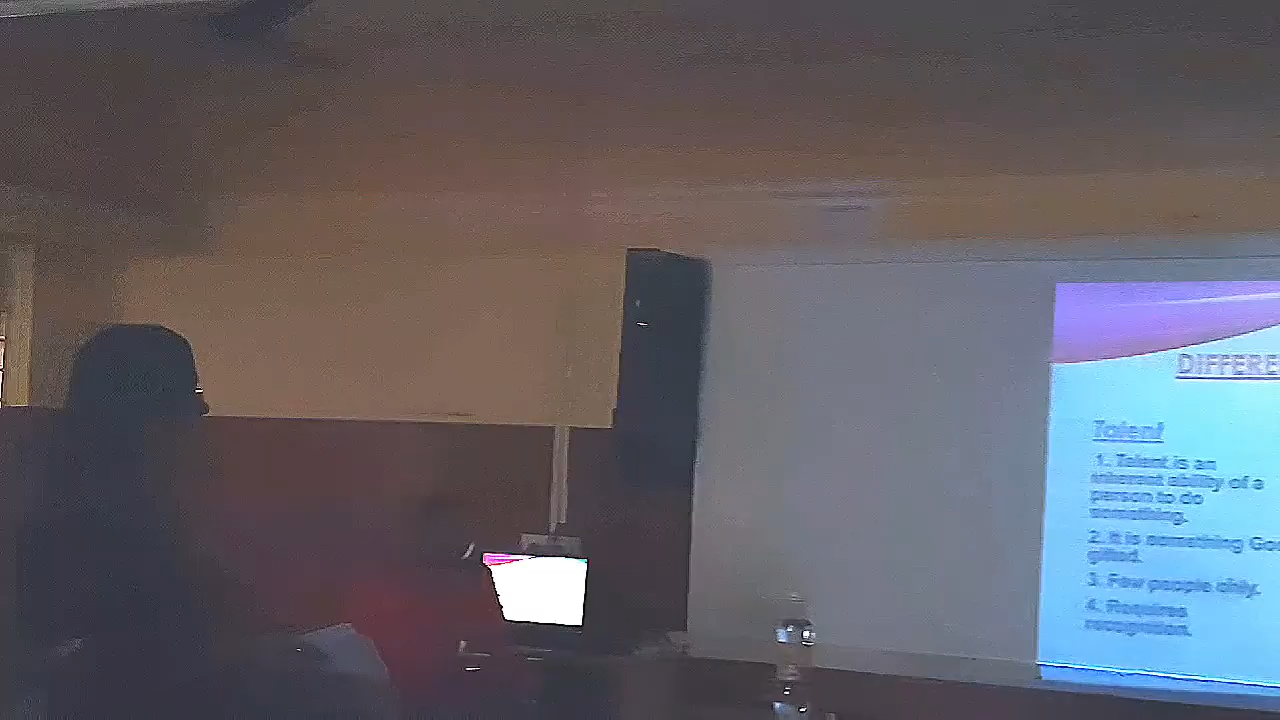 DIFFERE
Talent
1. Talent is an
inherent ability of a
person to do
something.
2. It is something God
gifted.
3. Few people only.
4. Requires
recognition.